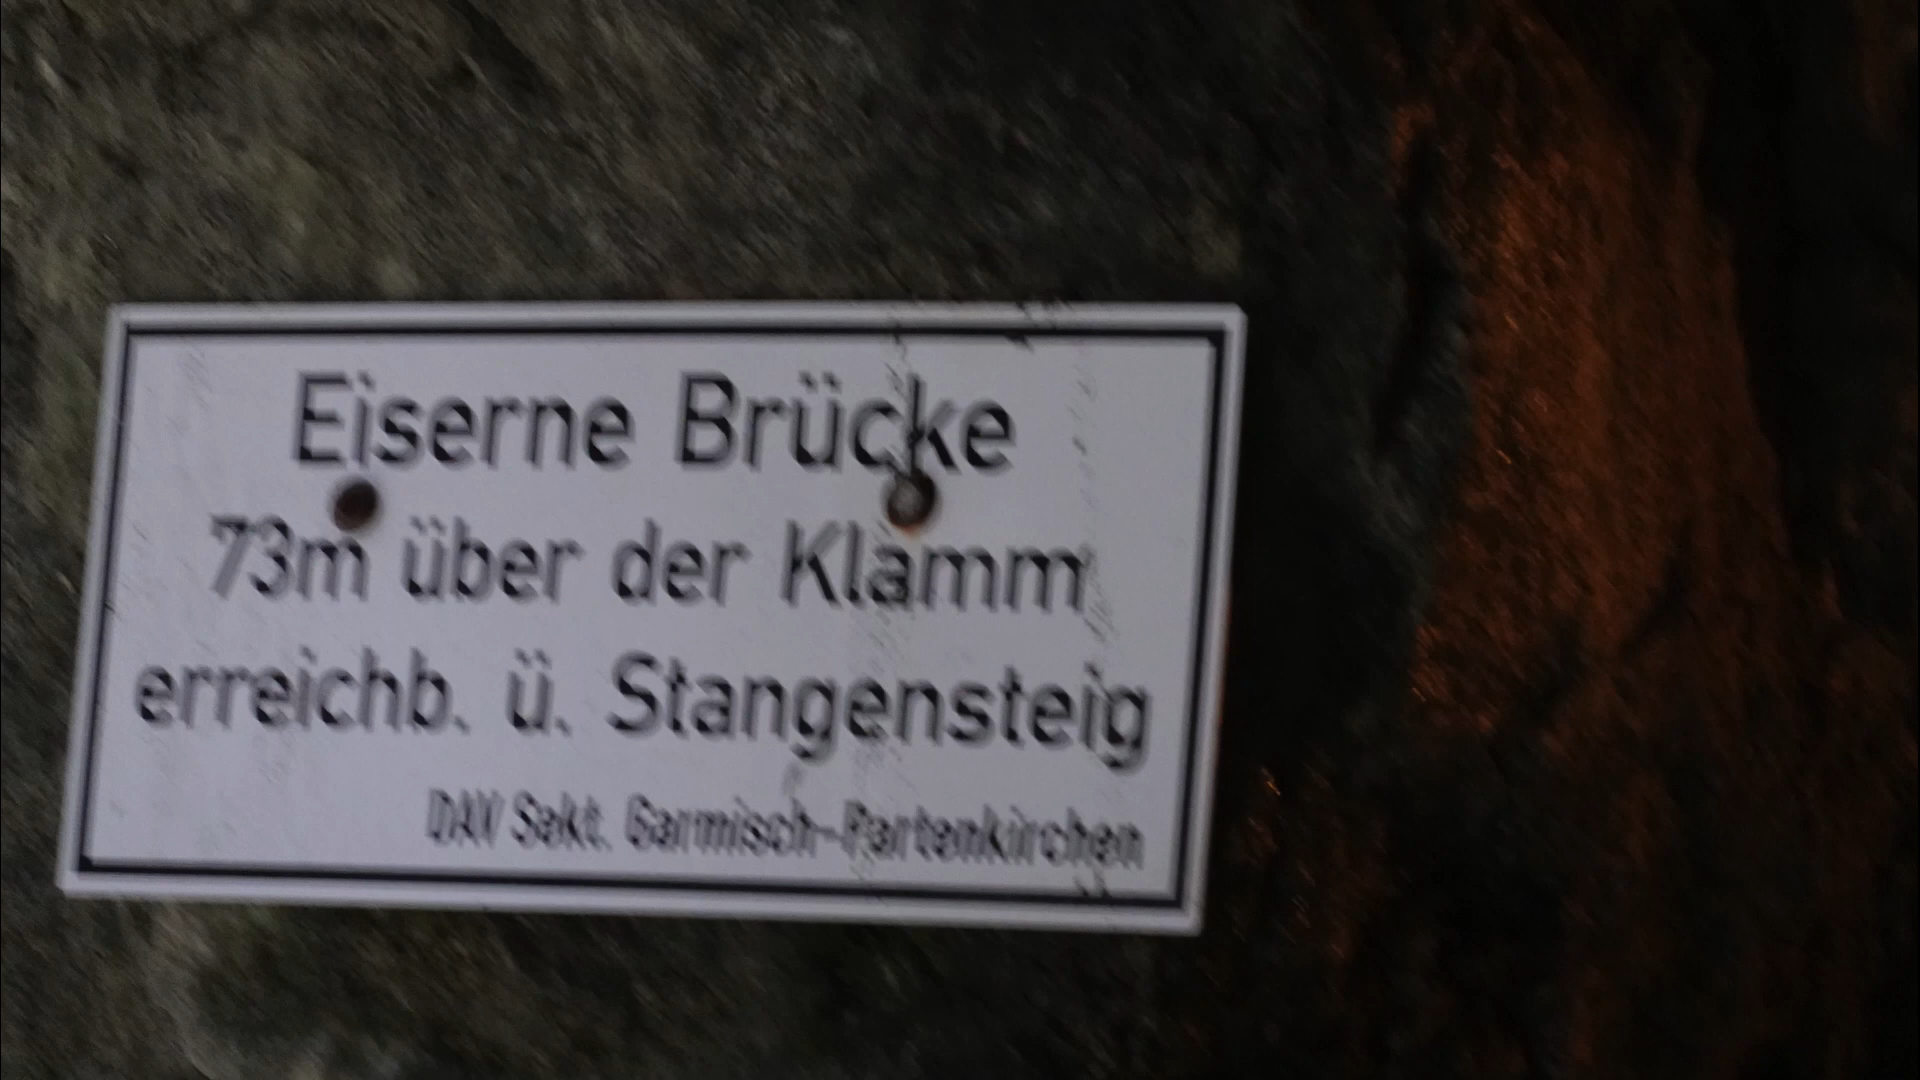 Eiserne Brücke
73m über der Klamm
erreichb. ü. Stangensteig
DAV Sekt. Garmisch-Partenkirchen